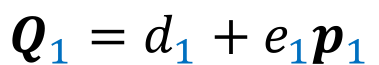 𝑸₁ = 𝑑₁ + 𝑒₁𝒑₁